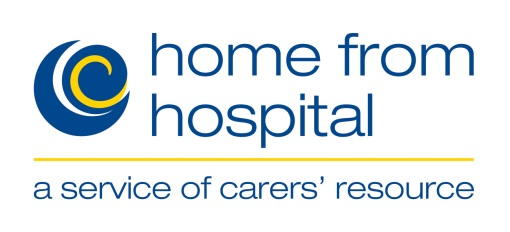 home from
hospital
a service of carers’ resource